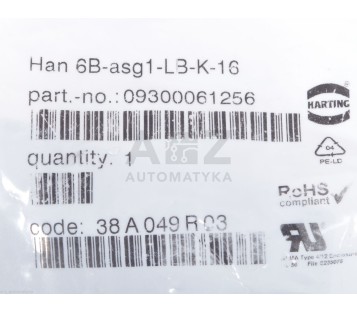 Han 6B-asg1-LB-K-16
part.-no.: 09300061256
HARTING
04
PE-LD
quantity: 1
AUTOMATYKA
RoHS
compliant
code: 38 A 049 R 03